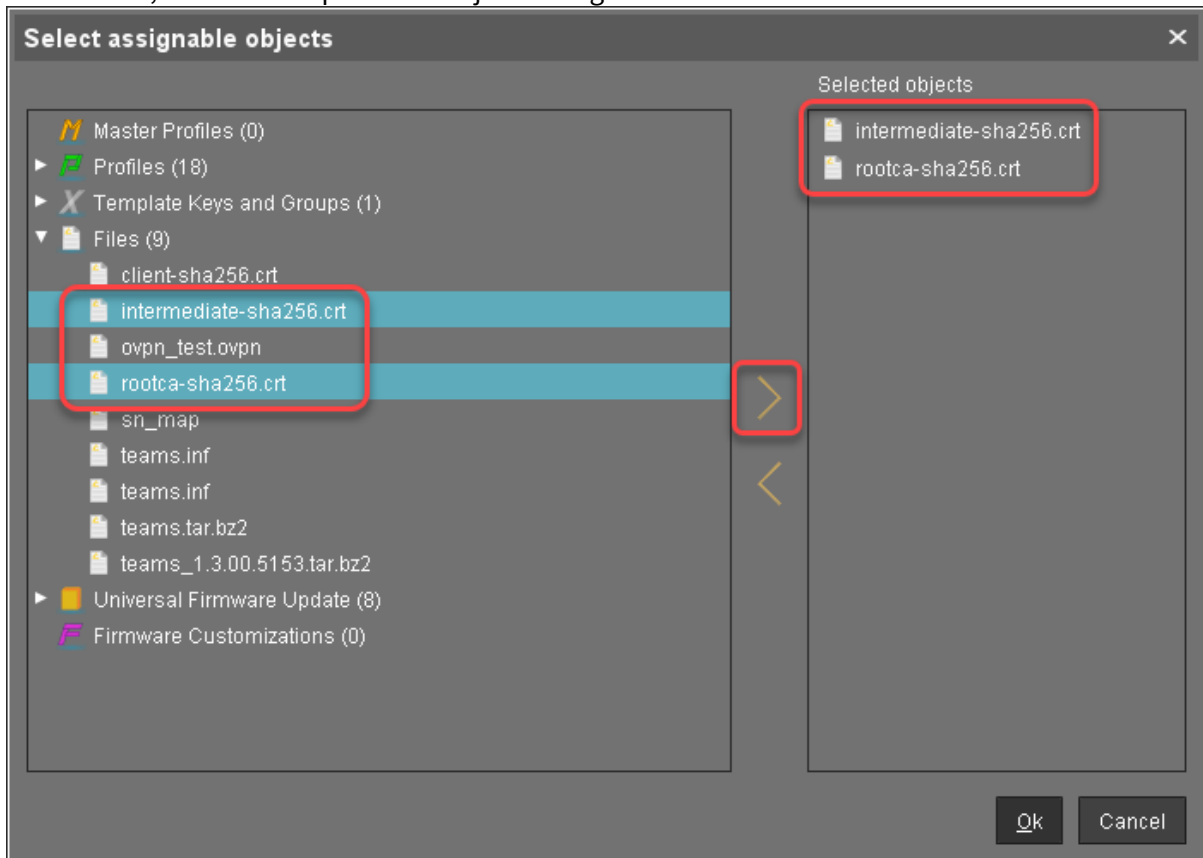 Select assignable objects
Selected objects
Master Profiles (0)
Profiles (18)
Template Keys and Groups (1)
Files (9)
client-sha256.crt
intermediate-sha256.crt
ovpn_test.ovpn
rootca-sha256.crt
sn_map
teams.inf
teams.inf
teams.tar.bz2
teams_1.3.00.5153.tar.bz2
Universal Firmware Update (8)
Firmware Customizations (0)
intermediate-sha256.crt
rootca-sha256.crt
Ok
Cancel